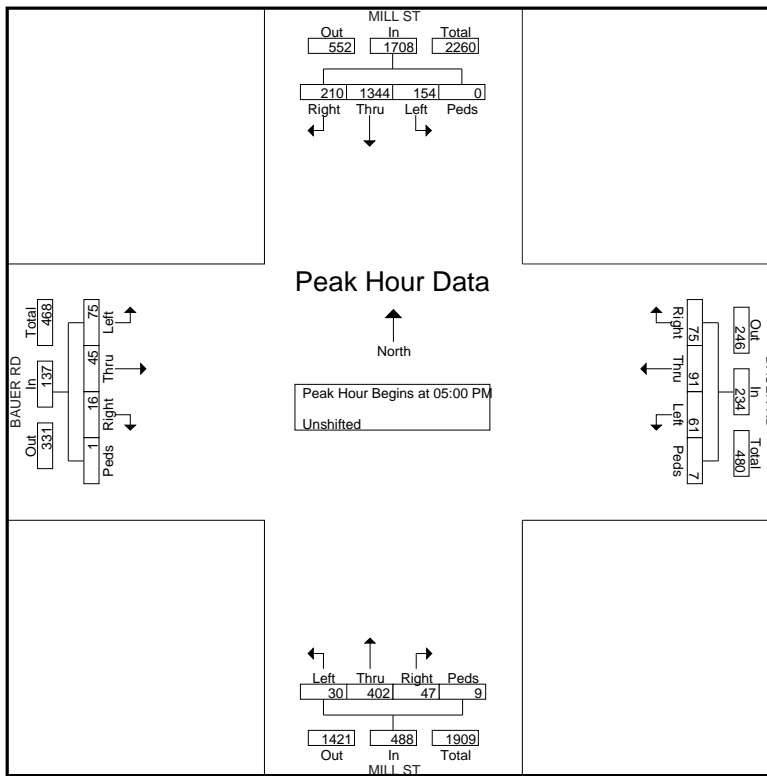 MILL ST
Out In Total
552 1708 2260
210 1344 154 0
Right Thru Left Peds
Peak Hour Data
North
Peak Hour Begins at 05:00 PM
Unshifted
BAUER RD
Total In Out
468 137 331
75 45 16 1
Left Thru Right Peds
Right Thru Left Peds
75 91 61 7
Out In Total
246 234 480
Left Thru Right Peds
30 402 47 9
1421 488 1909
Out In Total
MILL ST